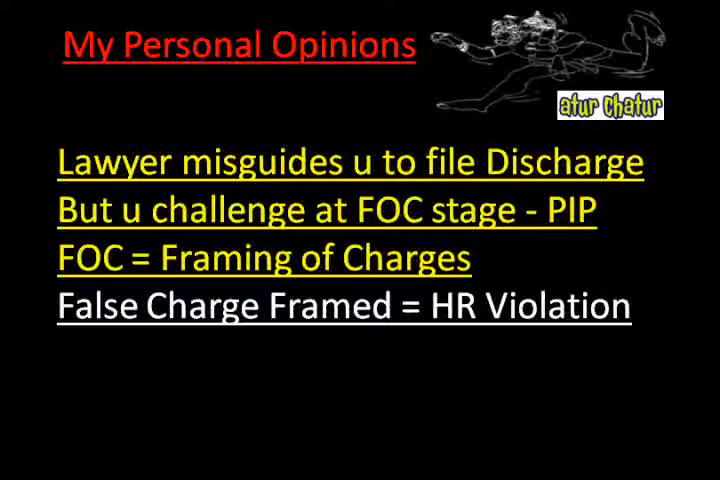 My Personal Opinions
atur chatur
Lawyer misguides u to file Discharge
But u challenge at FOC stage - PIP
FOC = Framing of Charges
False Charge Framed = HR Violation